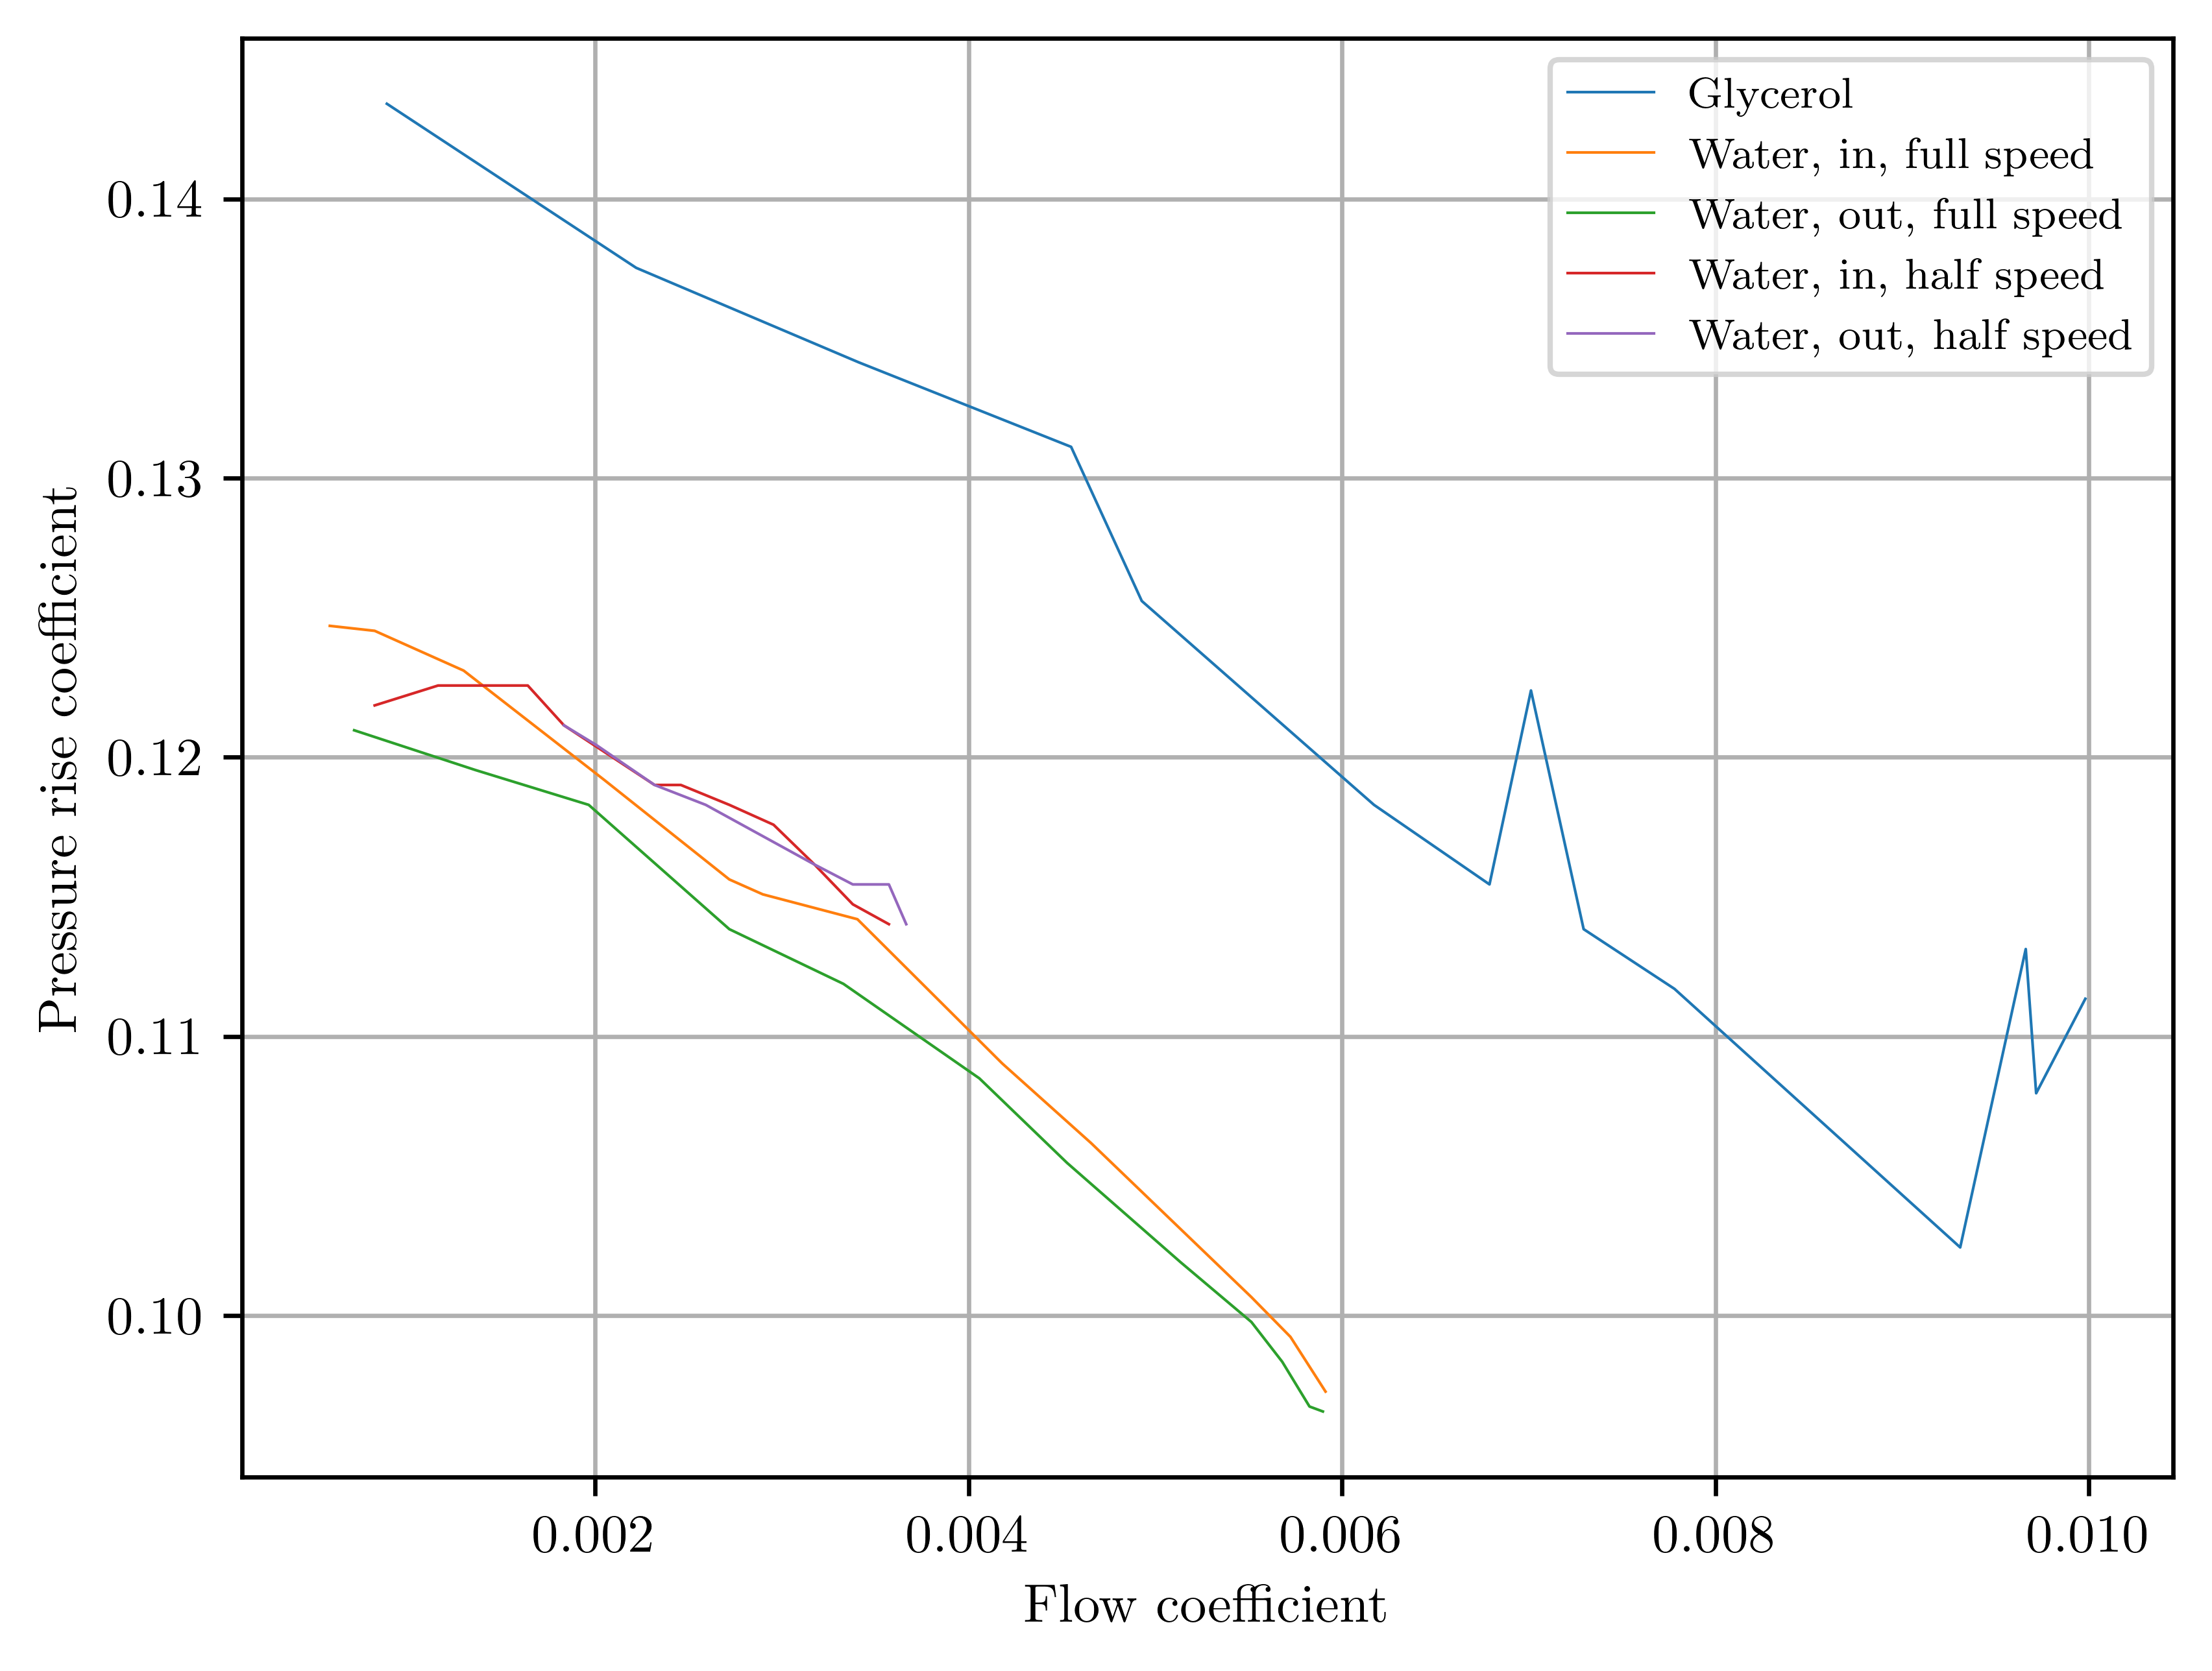 Glycerol
Water, in, full speed
Water, out, full speed
Water, in, half speed
Water, out, half speed
0.14
0.13
0.12
0.11
0.10
Pressure rise coefficient
0.002
0.004
0.006
0.008
0.010
Flow coefficient